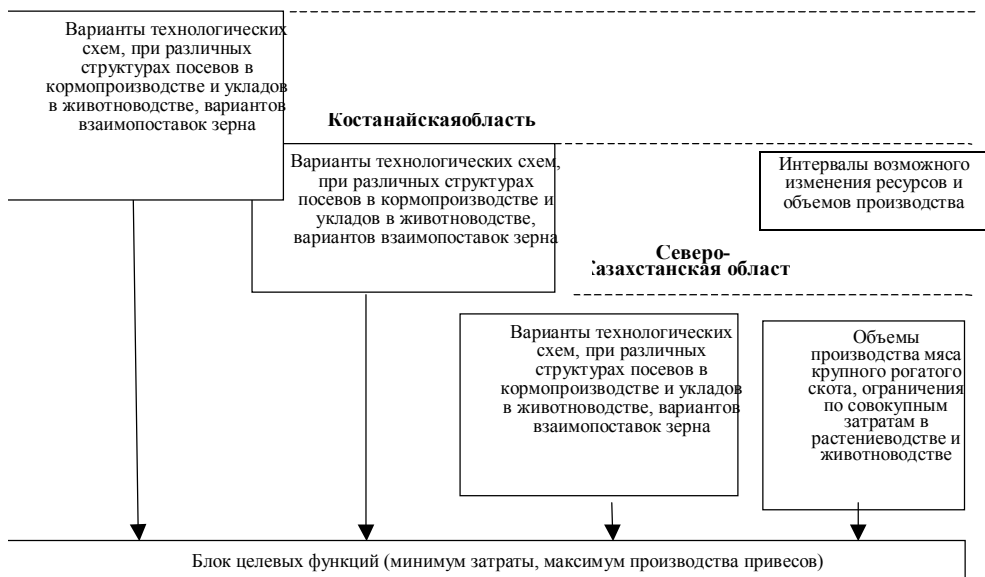 Варианты технологических
схем, при различных
структурах посевов в
кормопроизводстве и укладов
в животноводстве, вариантов
взаимопоставок зерна
Костанайскаяобласть
Варианты технологических схем,
при различных структурах
посевов в кормопроизводстве и
укладов в животноводстве,
вариантов взаимопоставок зерна
Интервалы возможного
изменения ресурсов и
объемов производства
Северо-
Казахстанская област
Варианты технологических
схем, при различных
структурах посевов в
кормопроизводстве и укладов
в животноводстве, вариантов
взаимопоставок зерна
Объемы
производства мяса
крупного рогатого
скота, ограничения
по совокупным
затратам в
растениеводстве и
животноводстве
Блок целевых функций (минимум затраты, максимум производства привесов)